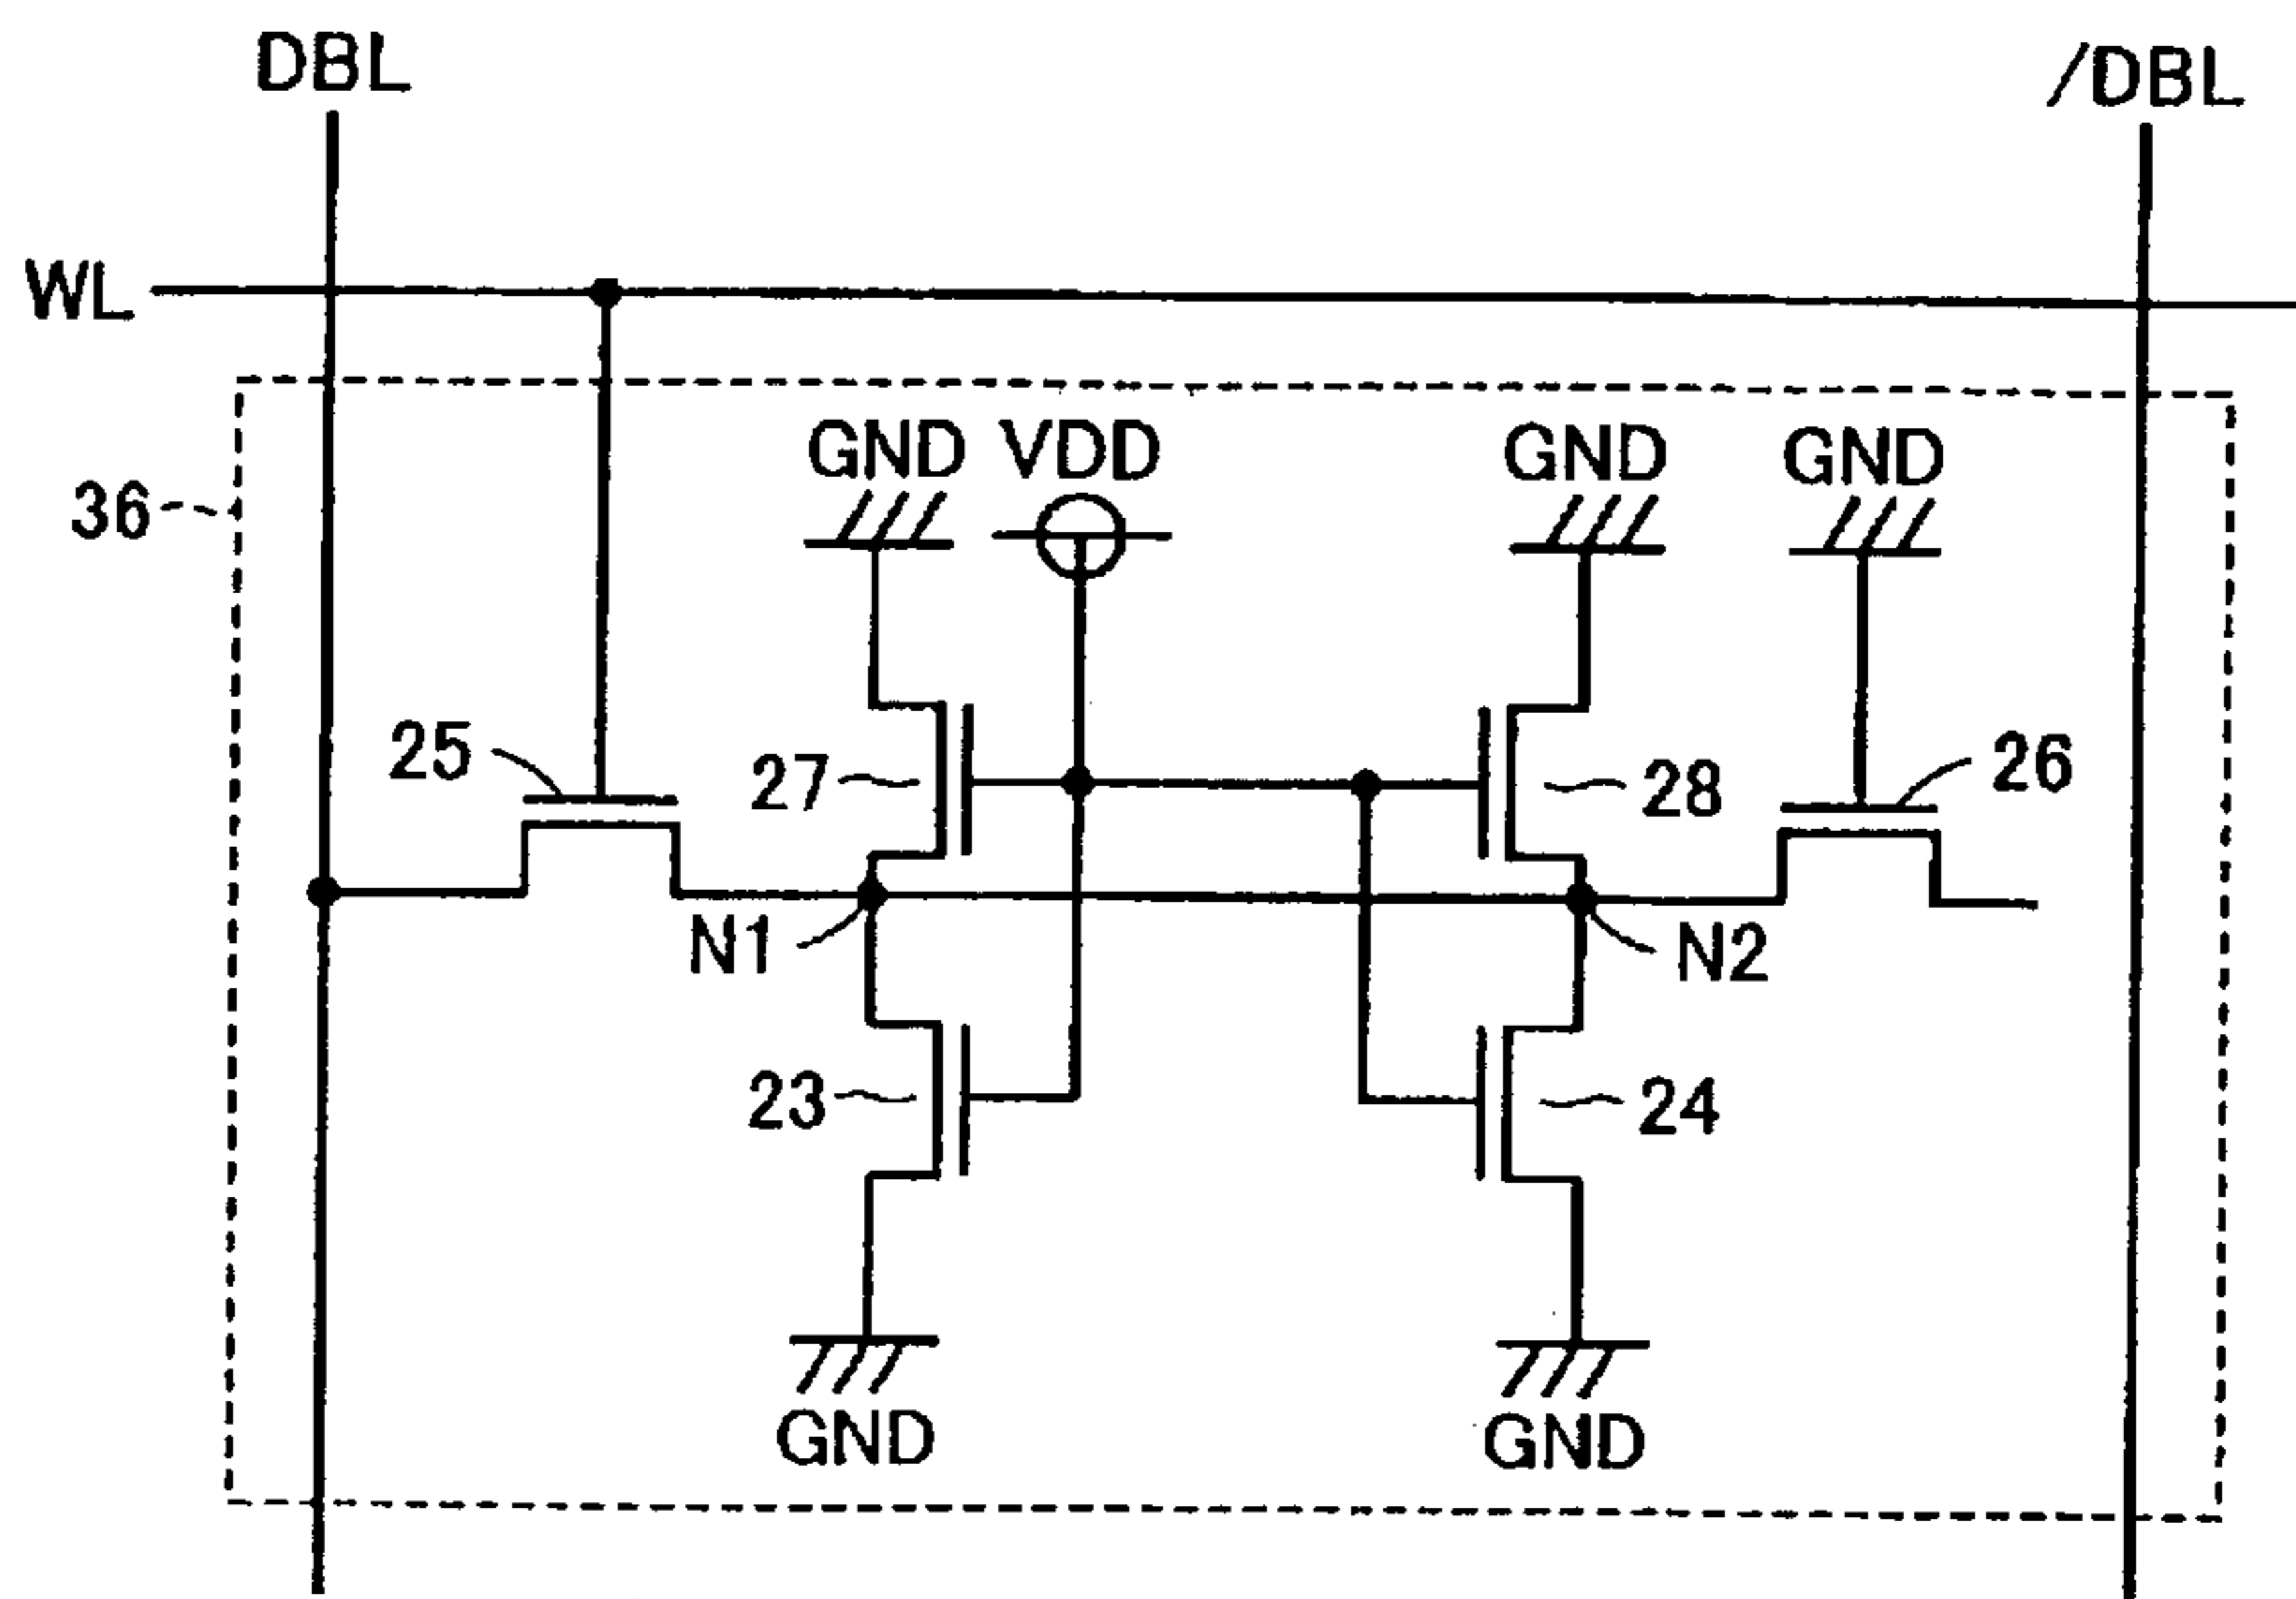 DBL /DBL
WL
GND VDD GND GND
36
25 27 28 26
N1 N2
23 24
GND GND